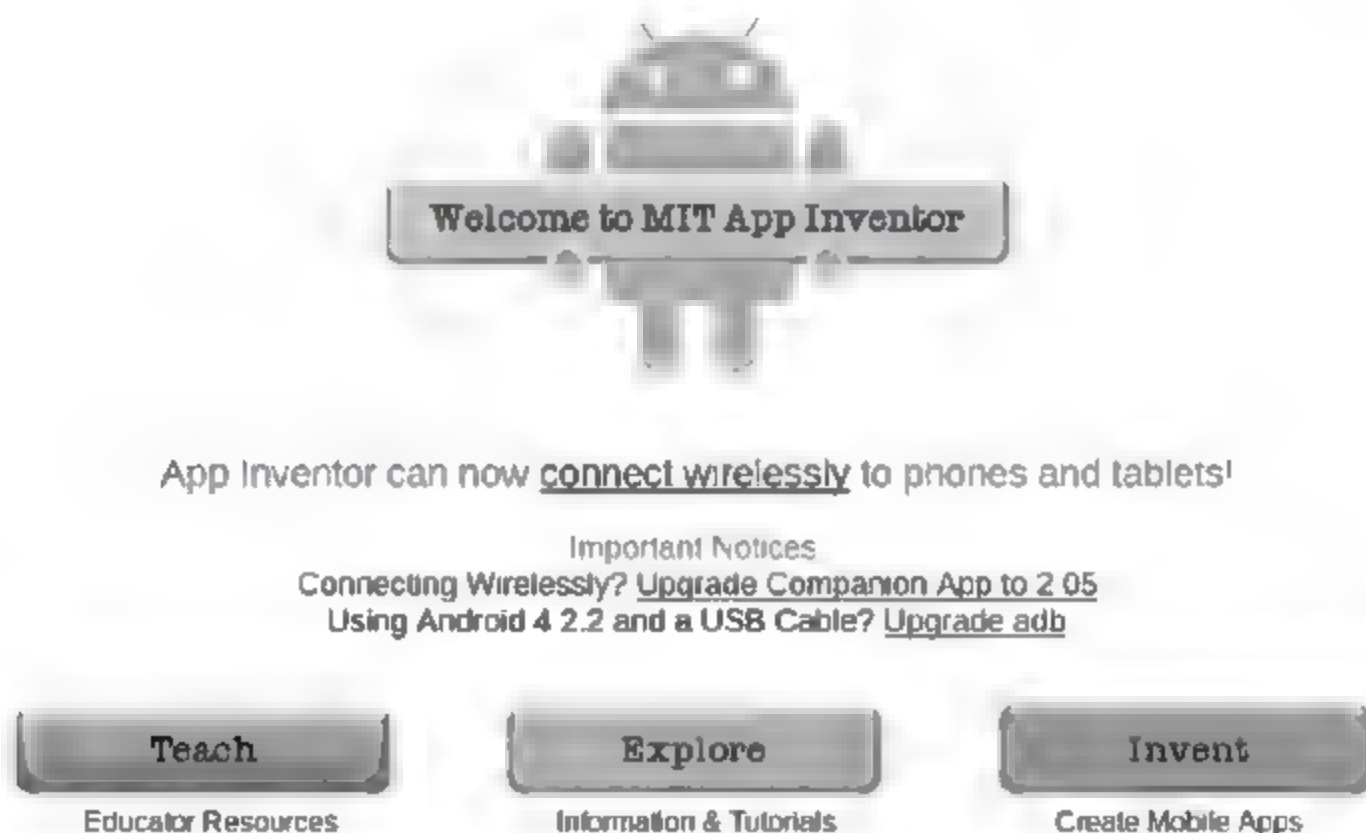 Welcome to MIT App Inventor
App Inventor can now connect wirelessly to phones and tablets!
Important Notices
Connecting Wirelessly? Upgrade Companion App to 2.05
Using Android 4.2.2 and a USB Cable? Upgrade adb
Teach
Explore
Invent
Educator Resources
Information & Tutorials
Create Mobile Apps